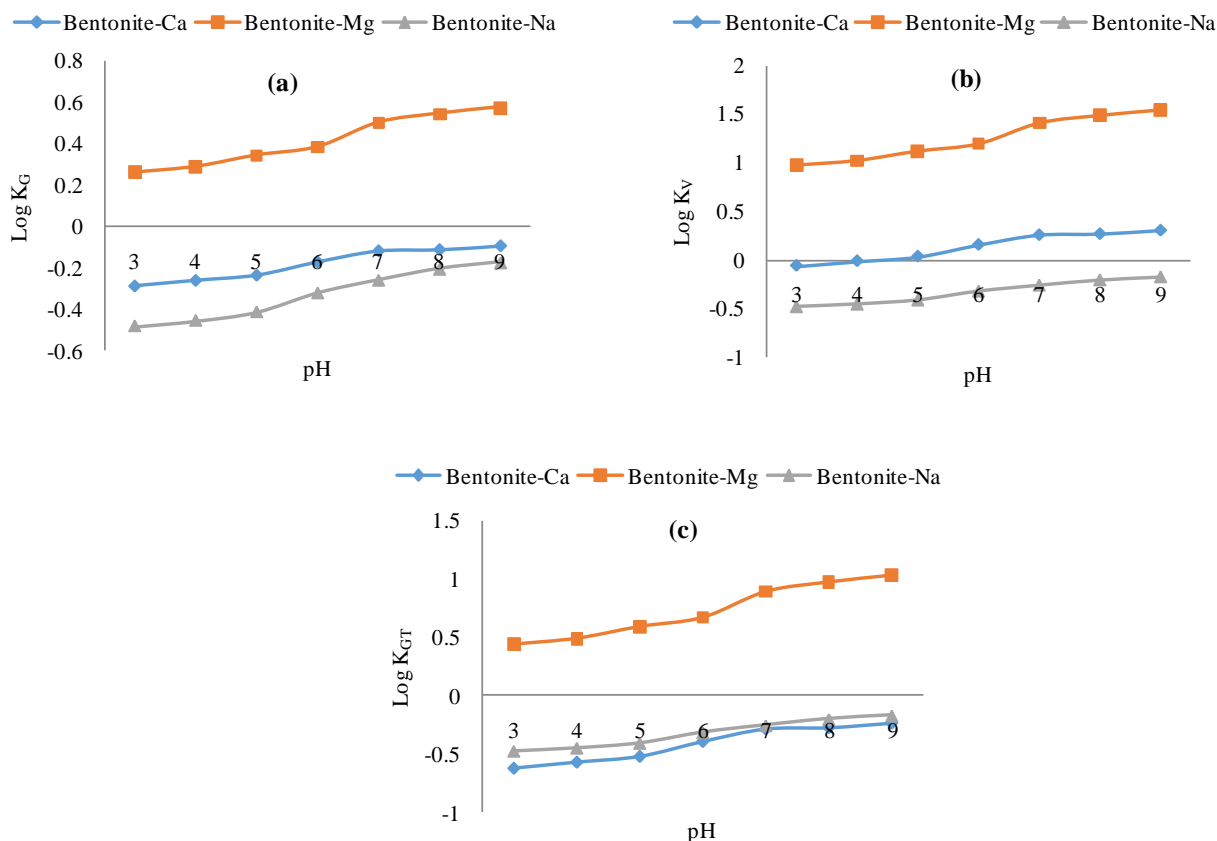 Bentonite-Ca Bentonite-Mg Bentonite-Na
(a)
0.8
0.6
0.4
0.2
0
-0.2
-0.4
-0.6
Log KG
3 4 5 6 7 8 9
pH
Bentonite-Ca Bentonite-Mg Bentonite-Na
(b)
2
1.5
1
0.5
0
-0.5
-1
Log KV
3 4 5 6 7 8 9
pH
Bentonite-Ca Bentonite-Mg Bentonite-Na
(c)
1.5
1
0.5
0
-0.5
-1
Log KGT
3 4 5 6 7 8 9
pH